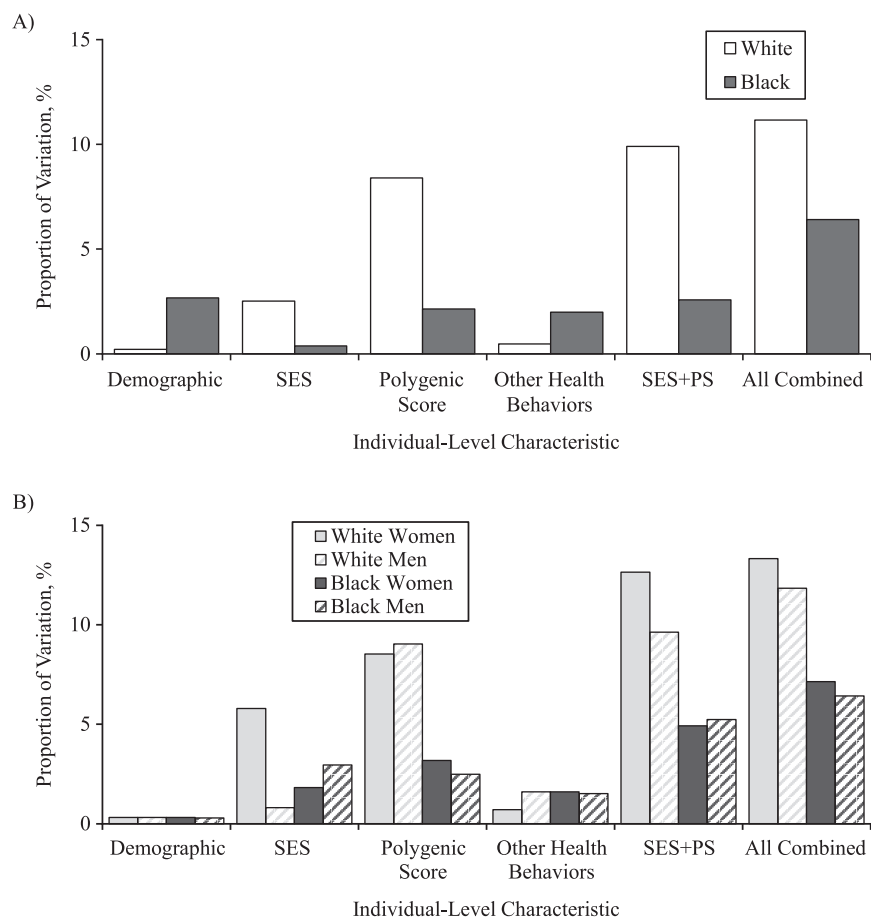 A)
15
10
5
0
Proportion of Variation, %
White
Black
Demographic
SES
Polygenic
Score
Other Health
Behaviors
SES+PS
All Combined
Individual-Level Characteristic
B)
15
10
5
0
Proportion of Variation, %
White Women
White Men
Black Women
Black Men
Demographic
SES
Polygenic
Score
Other Health
Behaviors
SES+PS
All Combined
Individual-Level Characteristic